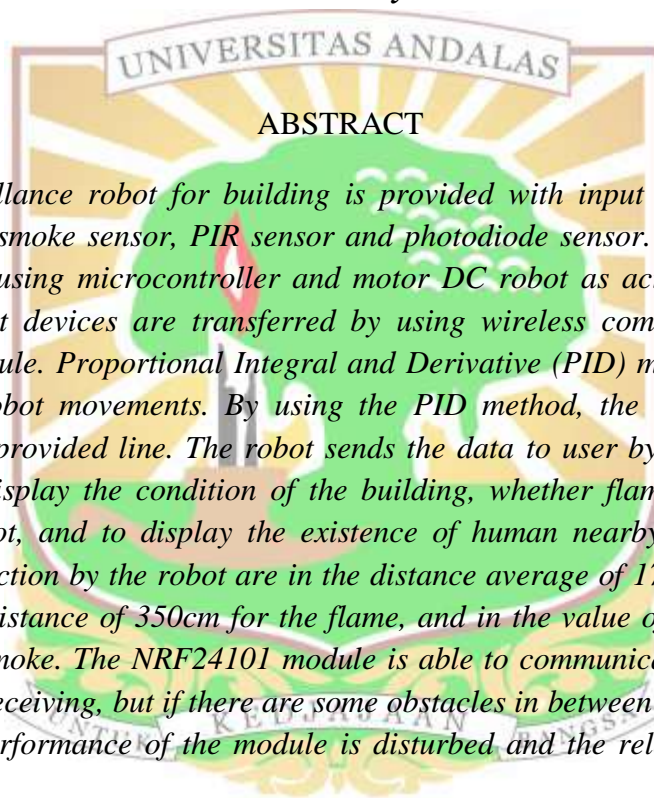 UNIVERSITAS ANDALAS
ABSTRACT
llance robot for building is provided with input
smoke sensor, PIR sensor and photodiode sensor.
using microcontroller and motor DC robot as ac
t devices are transferred by using wireless com
ule. Proportional Integral and Derivative (PID) m
obot movements. By using the PID method, the
provided line. The robot sends the data to user by
isplay the condition of the building, whether flam
ot, and to display the existence of human nearby
ction by the robot are in the distance average of 17
istance of 350cm for the flame, and in the value o
moke. The NRF24101 module is able to communica
eceiving, but if there are some obstacles in between
erformance of the module is disturbed and the rel
UNTUK KEDJAJAAN BANGSA